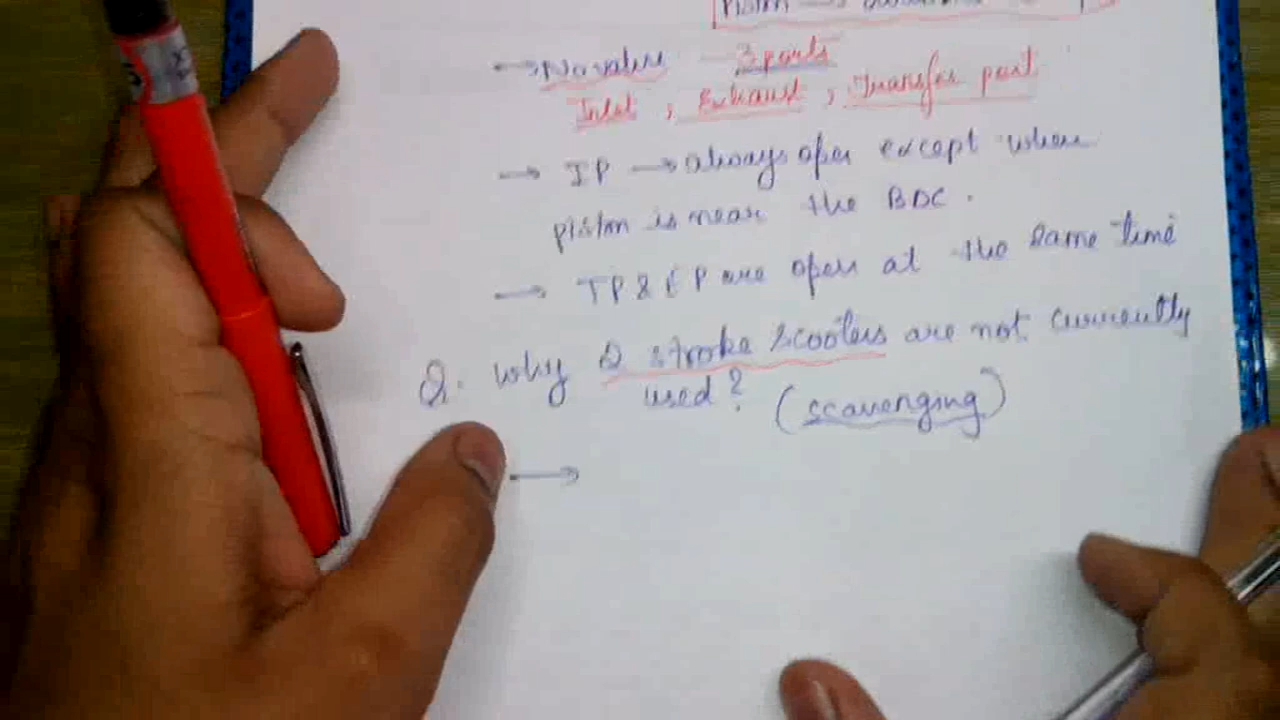 Piston →
→ No valve - 3 ports
Inlet , Exhaust , Transfer port
→ IP → always open except when
piston is near the BDC .
→ TP & EP are open at the same time
Q. why 2 stroke scooters are not currently
used ? (scavenging)
→